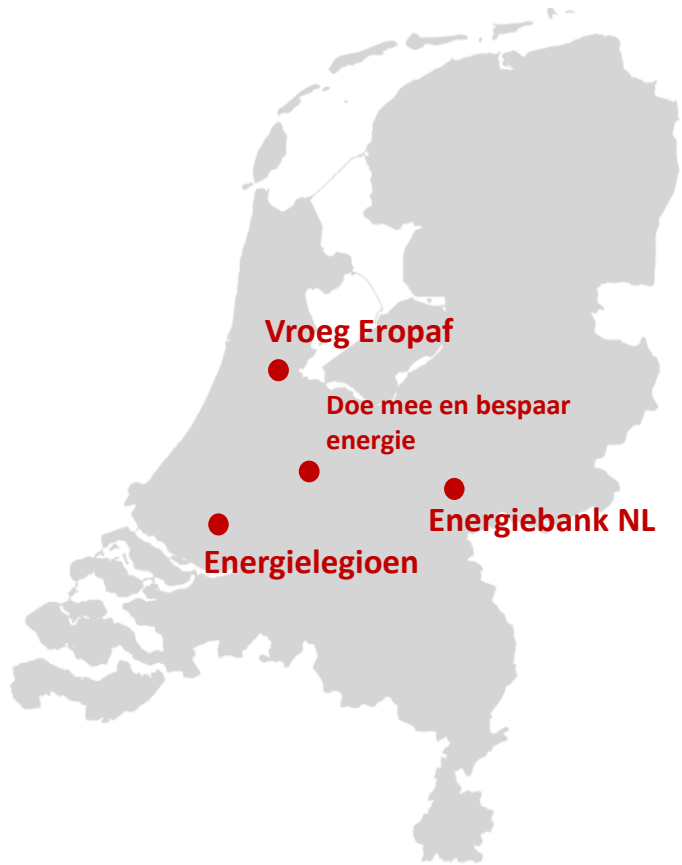 Vroeg Eropaf
Doe mee en bespaar
energie
Energiebank NL
Energielegioen